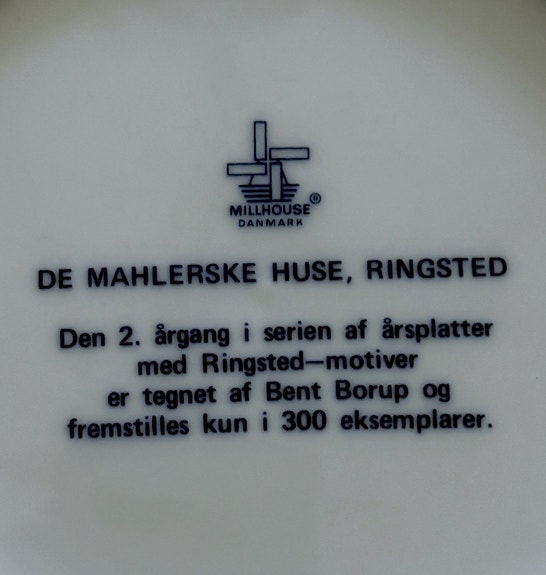 MILLHOUSE®
DANMARK
DE MAHLERSKE HUSE, RINGSTED
Den 2. årgang i serien af årsplatter
med Ringsted—motiver
er tegnet af Bent Borup og
fremstilles kun i 300 eksemplarer.